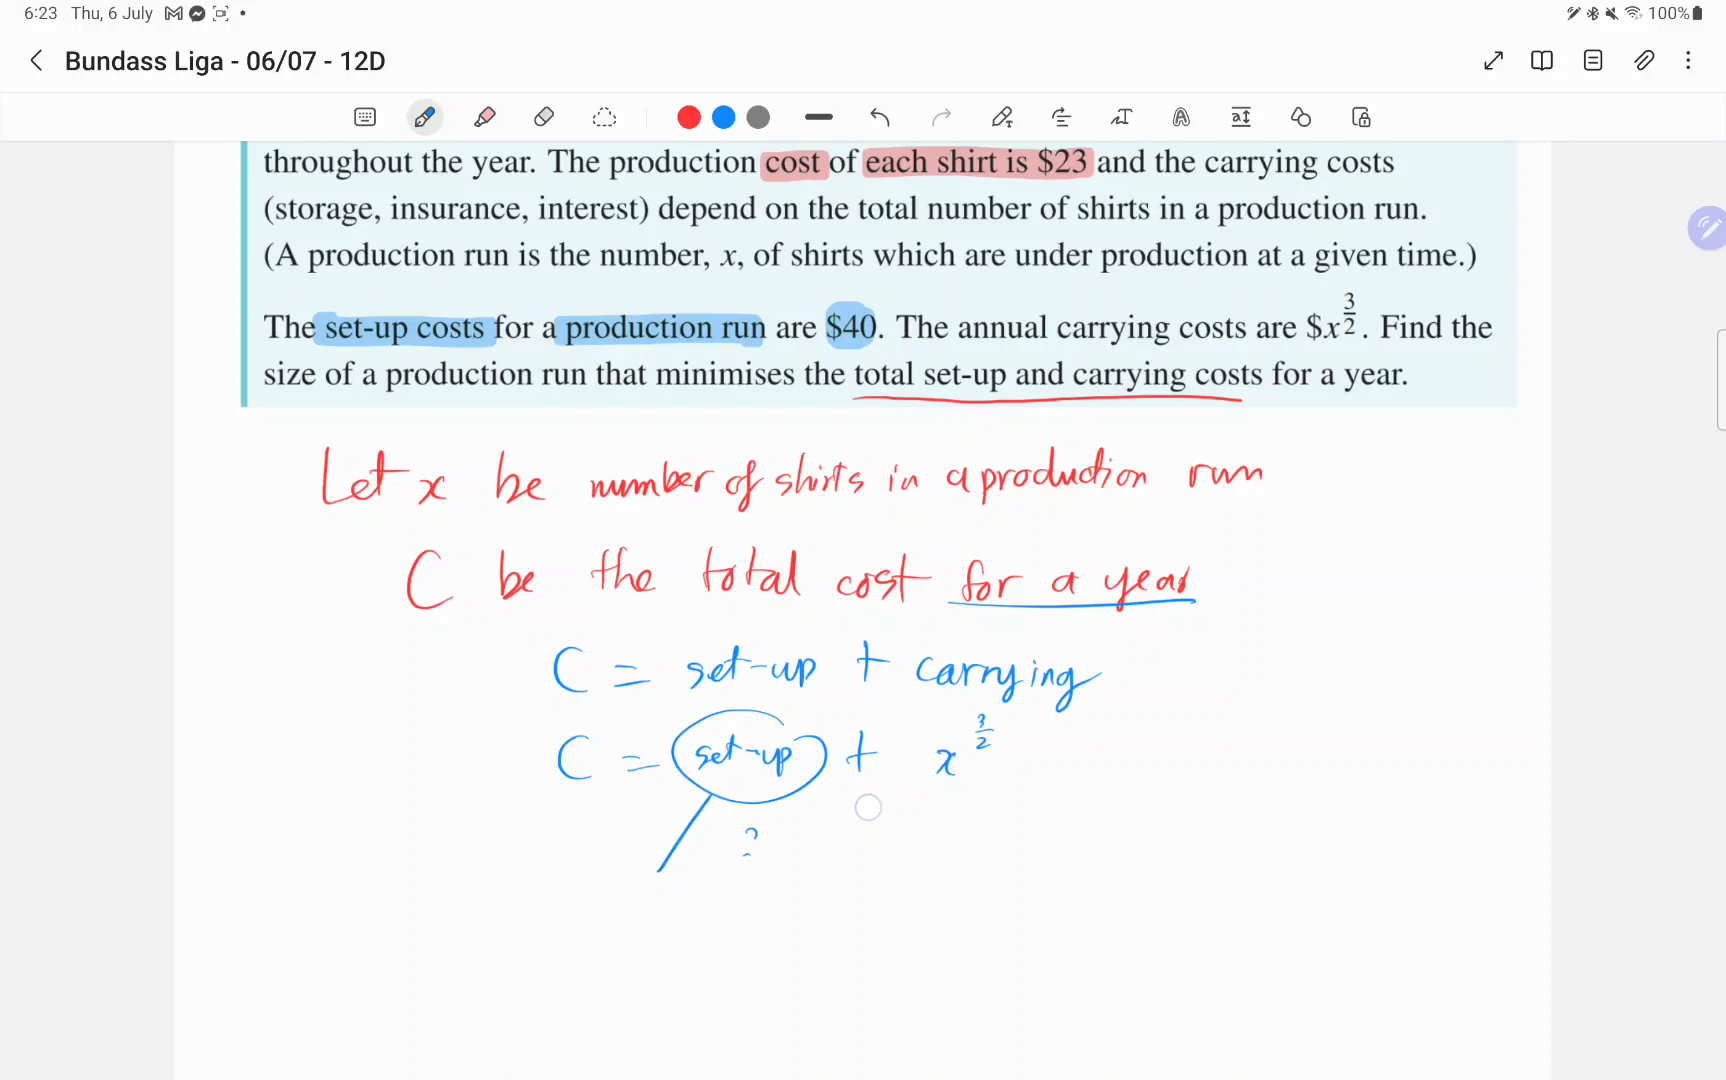 6:23 Thu, 6 July 100%
Bundass Liga - 06/07 - 12D
throughout the year. The production cost of each shirt is $23 and the carrying costs
(storage, insurance, interest) depend on the total number of shirts in a production run.
(A production run is the number, x, of shirts which are under production at a given time.)
The set-up costs for a production run are $40. The annual carrying costs are $x^{3/2}. Find the
size of a production run that minimises the total set-up and carrying costs for a year.
Let x be number of shirts in a production run
C be the total cost for a year
C = set-up + carrying
C = set-up + x^{3/2}
?